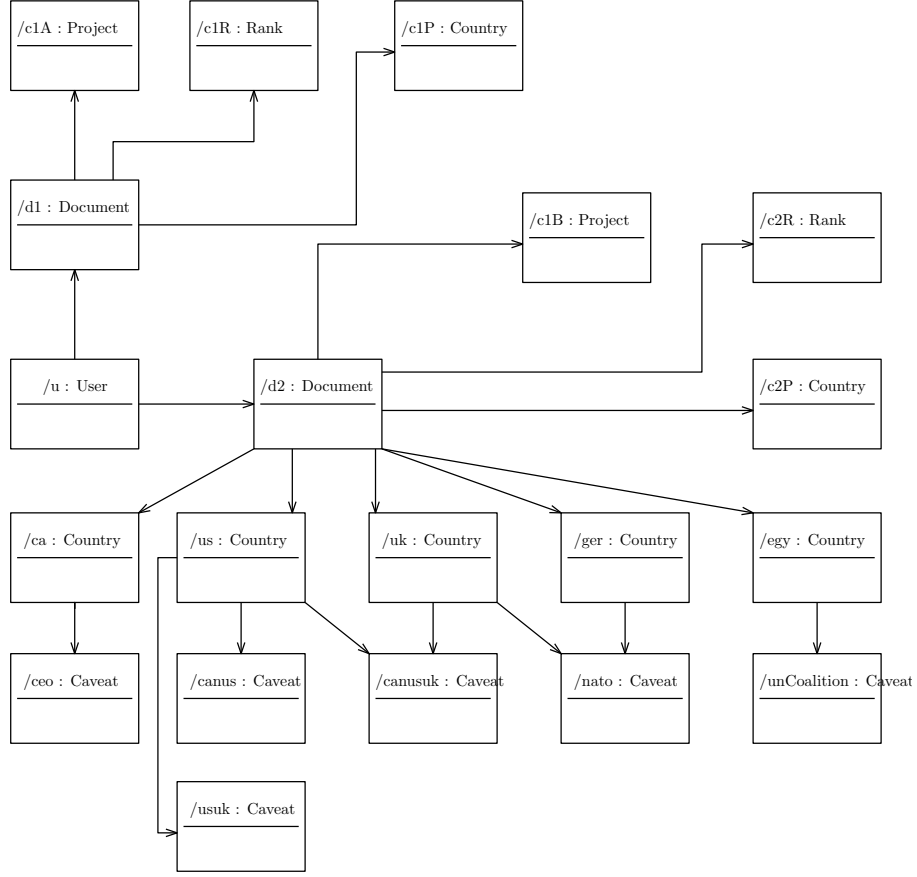 /c1A : Project
/c1R : Rank
/c1P : Country
/d1 : Document
/c1B : Project
/c2R : Rank
/u : User
/d2 : Document
/c2P : Country
/ca : Country
/us : Country
/uk : Country
/ger : Country
/egy : Country
/ceo : Caveat
/canus : Caveat
/canusuk : Caveat
/nato : Caveat
/unCoalition : Caveat
/usuk : Caveat